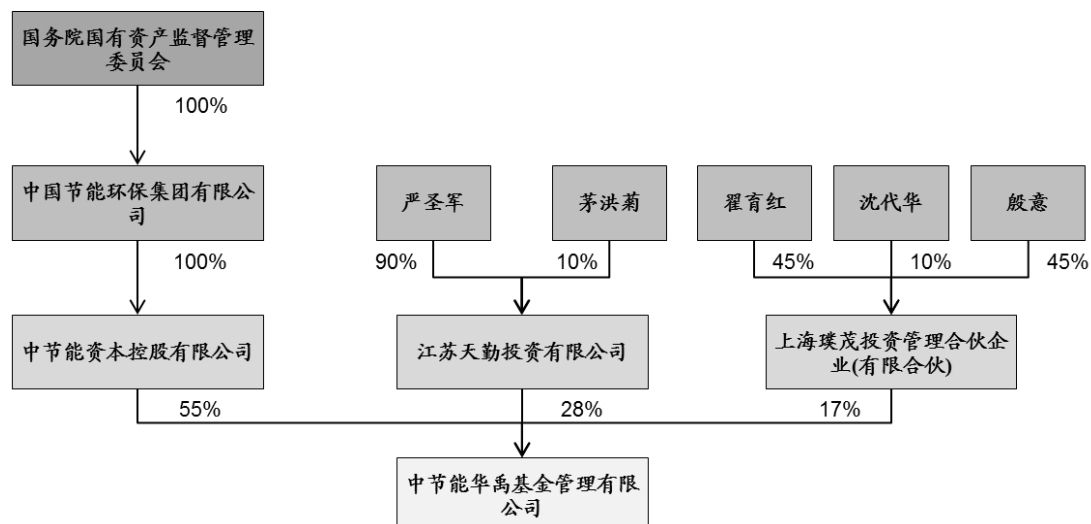 国务院国有资产监督管理
委员会
100%
中国节能环保集团有限公
司
严圣军
茅洪菊
翟育红
沈代华
殷意
100%
90%
10%
45%
10%
45%
中节能资本控股有限公司
江苏天勤投资有限公司
上海璞茂投资管理合伙企
业(有限合伙)
55%
28%
17%
中节能华禹基金管理有限
公司